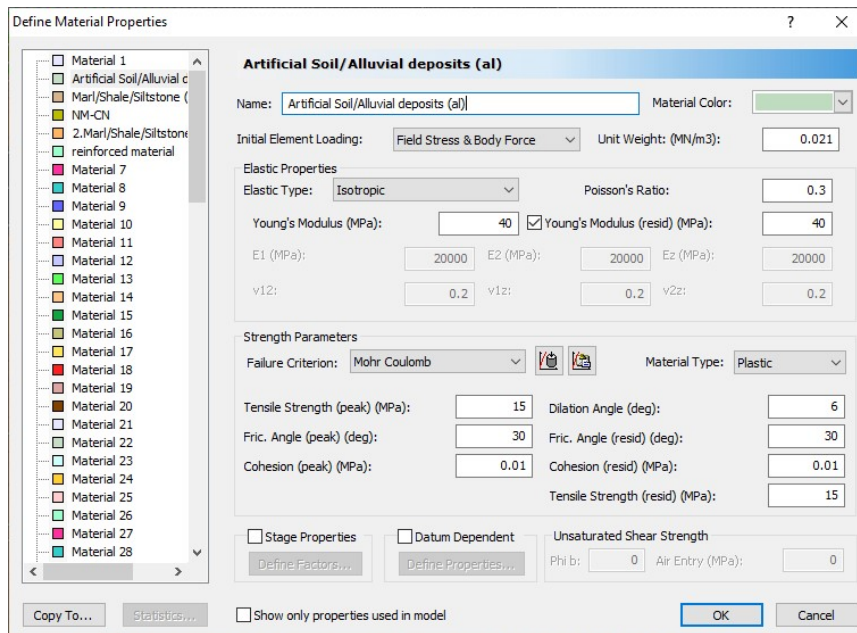 Define Material Properties
?
Material 1
Artificial Soil/Alluvial d
Marl/Shale/Siltstone (
NM-CN
2.Marl/Shale/Siltstone
reinforced material
Material 7
Material 8
Material 9
Material 10
Material 11
Material 12
Material 13
Material 14
Material 15
Material 16
Material 17
Material 18
Material 19
Material 20
Material 21
Material 22
Material 23
Material 24
Material 25
Material 26
Material 27
Material 28
Artificial Soil/Alluvial deposits (al)
Name: Artificial Soil/Alluvial deposits (al) Material Color:
Initial Element Loading: Field Stress & Body Force Unit Weight: (MN/m3): 0.021
Elastic Properties
Elastic Type: Isotropic Poisson's Ratio: 0.3
Young's Modulus (MPa): 40 Young's Modulus (resid) (MPa): 40
E1 (MPa): 20000 E2 (MPa): 20000 Ez (MPa): 20000
v12: 0.2 v1z: 0.2 v2z: 0.2
Strength Parameters
Failure Criterion: Mohr Coulomb Material Type: Plastic
Tensile Strength (peak) (MPa): 15 Dilation Angle (deg): 6
Fric. Angle (peak) (deg): 30 Fric. Angle (resid) (deg): 30
Cohesion (peak) (MPa): 0.01 Cohesion (resid) (MPa): 0.01
Tensile Strength (resid) (MPa): 15
Stage Properties Datum Dependent Unsaturated Shear Strength
Define Factors... Define Properties... Phi b: 0 Air Entry (MPa): 0
Copy To... Statistics... Show only properties used in model OK Cancel